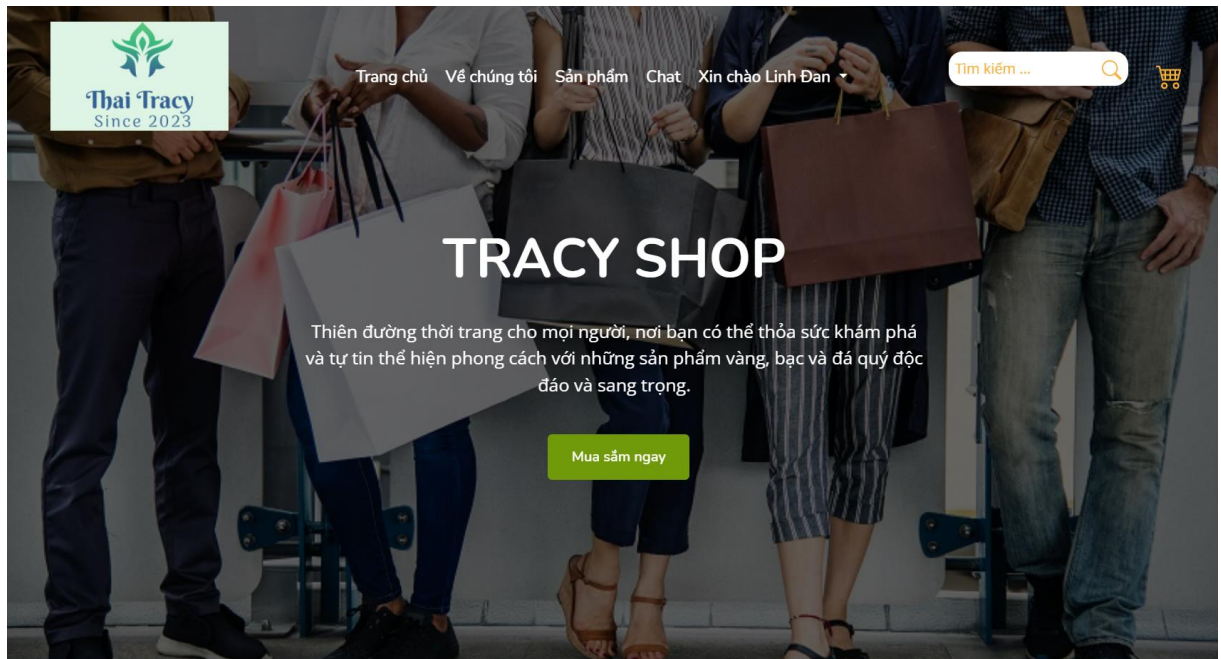 Thai Tracy
Since 2023
Trang chủ Về chúng tôi Sản phẩm Chat Xin chào Linh Đan
Tìm kiếm ...
TRACY SHOP
Thiên đường thời trang cho mọi người, nơi bạn có thể thỏa sức khám phá
và tự tin thể hiện phong cách với những sản phẩm vàng, bạc và đá quý độc
đáo và sang trọng.
Mua sắm ngay